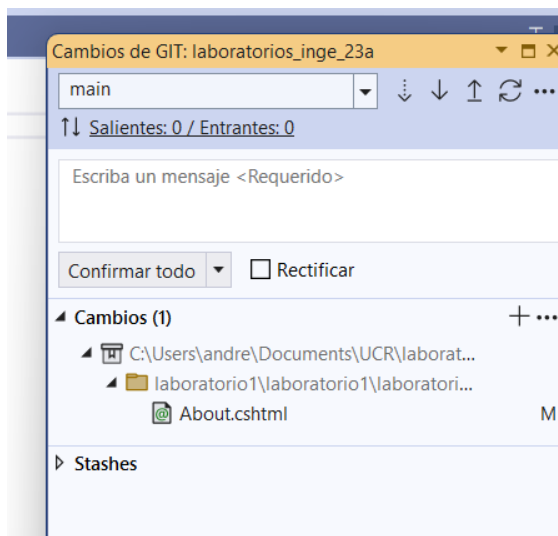 Cambios de GIT: laboratorios_inge_23a
main
Salientes: 0 / Entrantes: 0
Escriba un mensaje <Requerido>
Confirmar todo Rectificar
Cambios (1)
C:\Users\andre\Documents\UCR\laborat...
laboratorio1\laboratorio1\laboratori...
About.cshtml M
Stashes